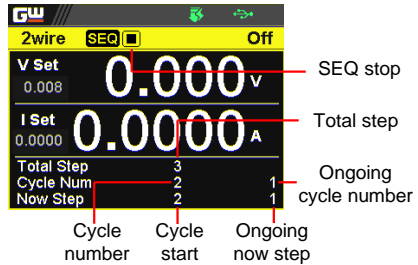 GW
2wire SEQ Off
V Set
0.008
0.000 V
SEQ stop
I Set
0.0000
0.0000 A
Total step
Total Step 3
Cycle Num 2 1
Now Step 2 1
Ongoing
cycle number
Cycle
number
Cycle
start
Ongoing
now step